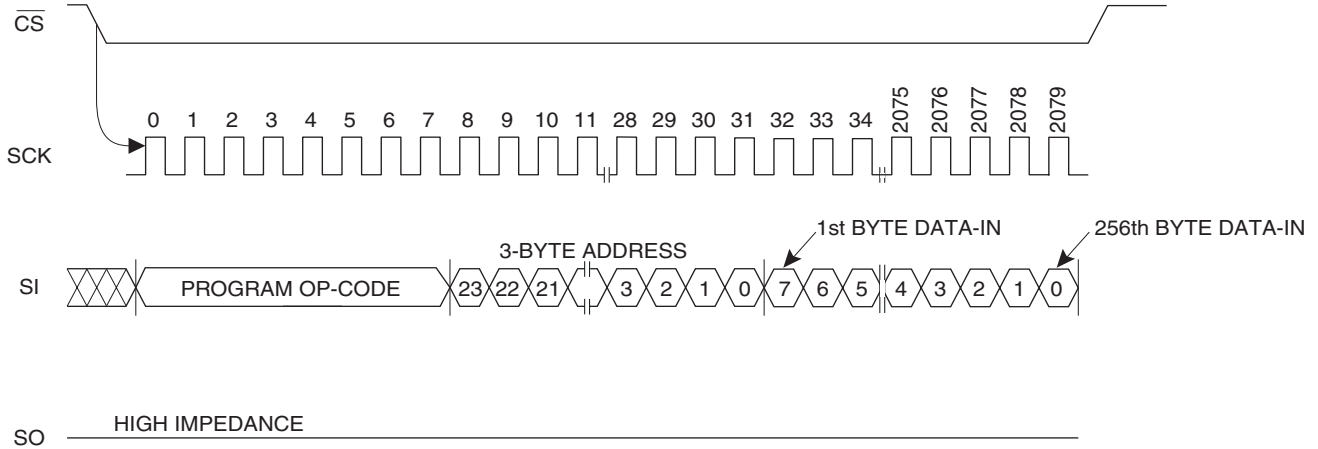 CS
2075 2076 2077 2078 2079
0 1 2 3 4 5 6 7 8 9 10 11 28 29 30 31 32 33 34
SCK
1st BYTE DATA-IN 256th BYTE DATA-IN
3-BYTE ADDRESS
SI PROGRAM OP-CODE 23 22 21 3 2 1 0 7 6 5 4 3 2 1 0
HIGH IMPEDANCE
SO